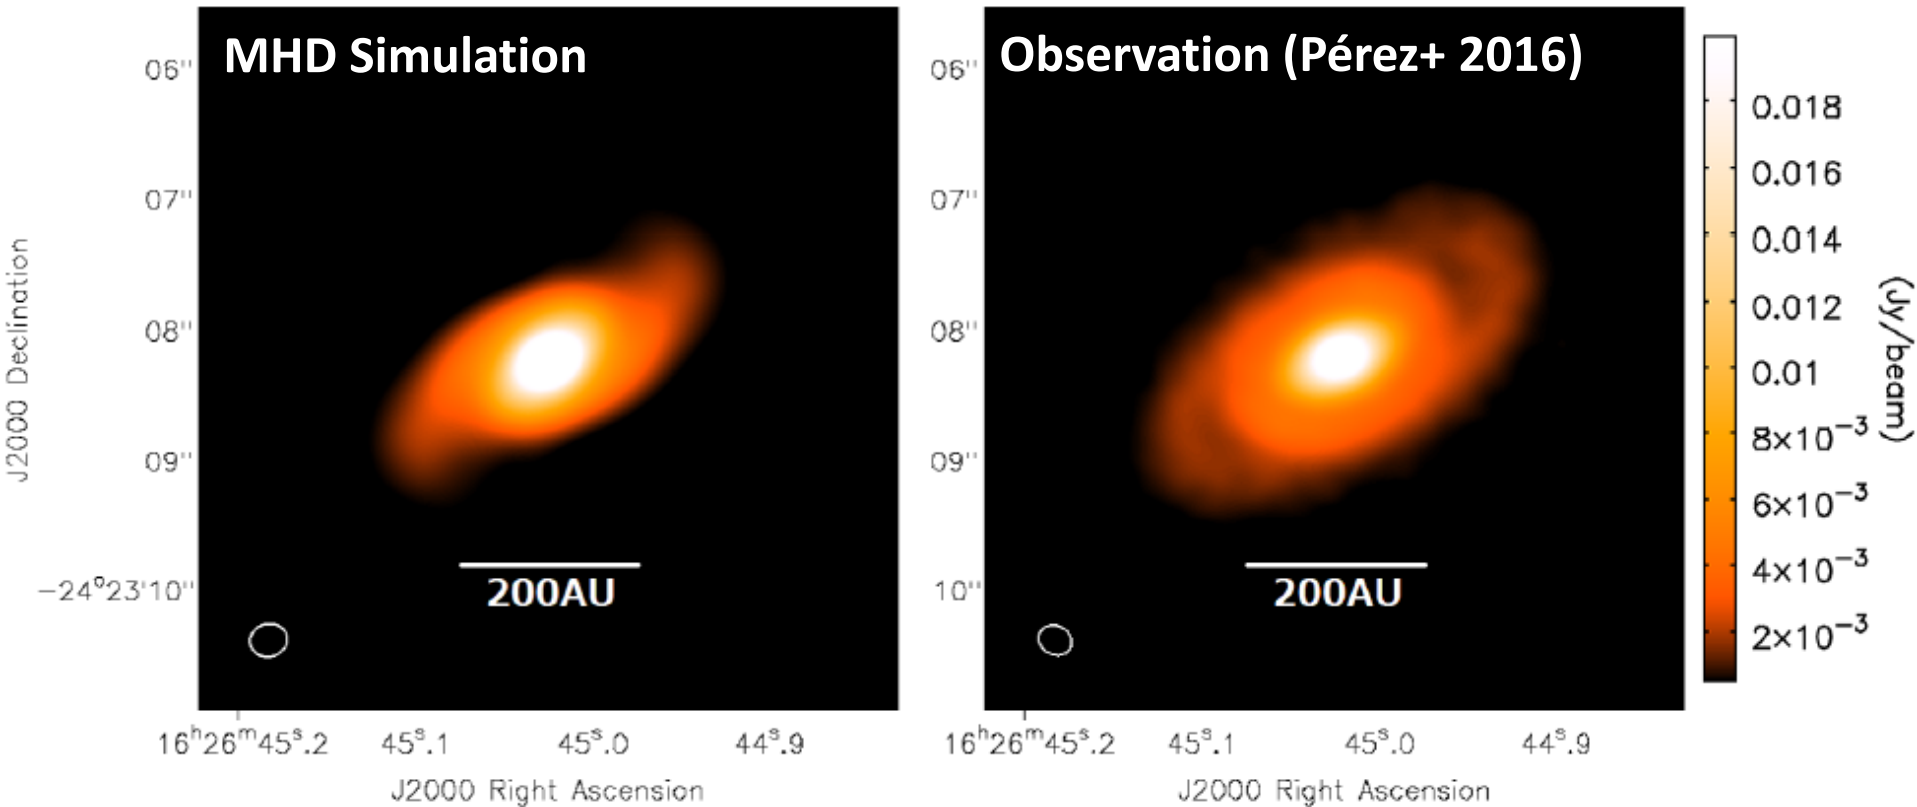 MHD Simulation
06"
07"
08"
09"
−24°23'10"
J2000 Declination
200AU
16ʰ26ᵐ45ˢ.2 45ˢ.1 45ˢ.0 44ˢ.9
J2000 Right Ascension
Observation (Pérez+ 2016)
06"
07"
08"
09"
10"
200AU
16ʰ26ᵐ45ˢ.2 45ˢ.1 45ˢ.0 44ˢ.9
J2000 Right Ascension
0.018
0.016
0.014
0.012
0.01
8×10⁻³
6×10⁻³
4×10⁻³
2×10⁻³
(Jy/beam)